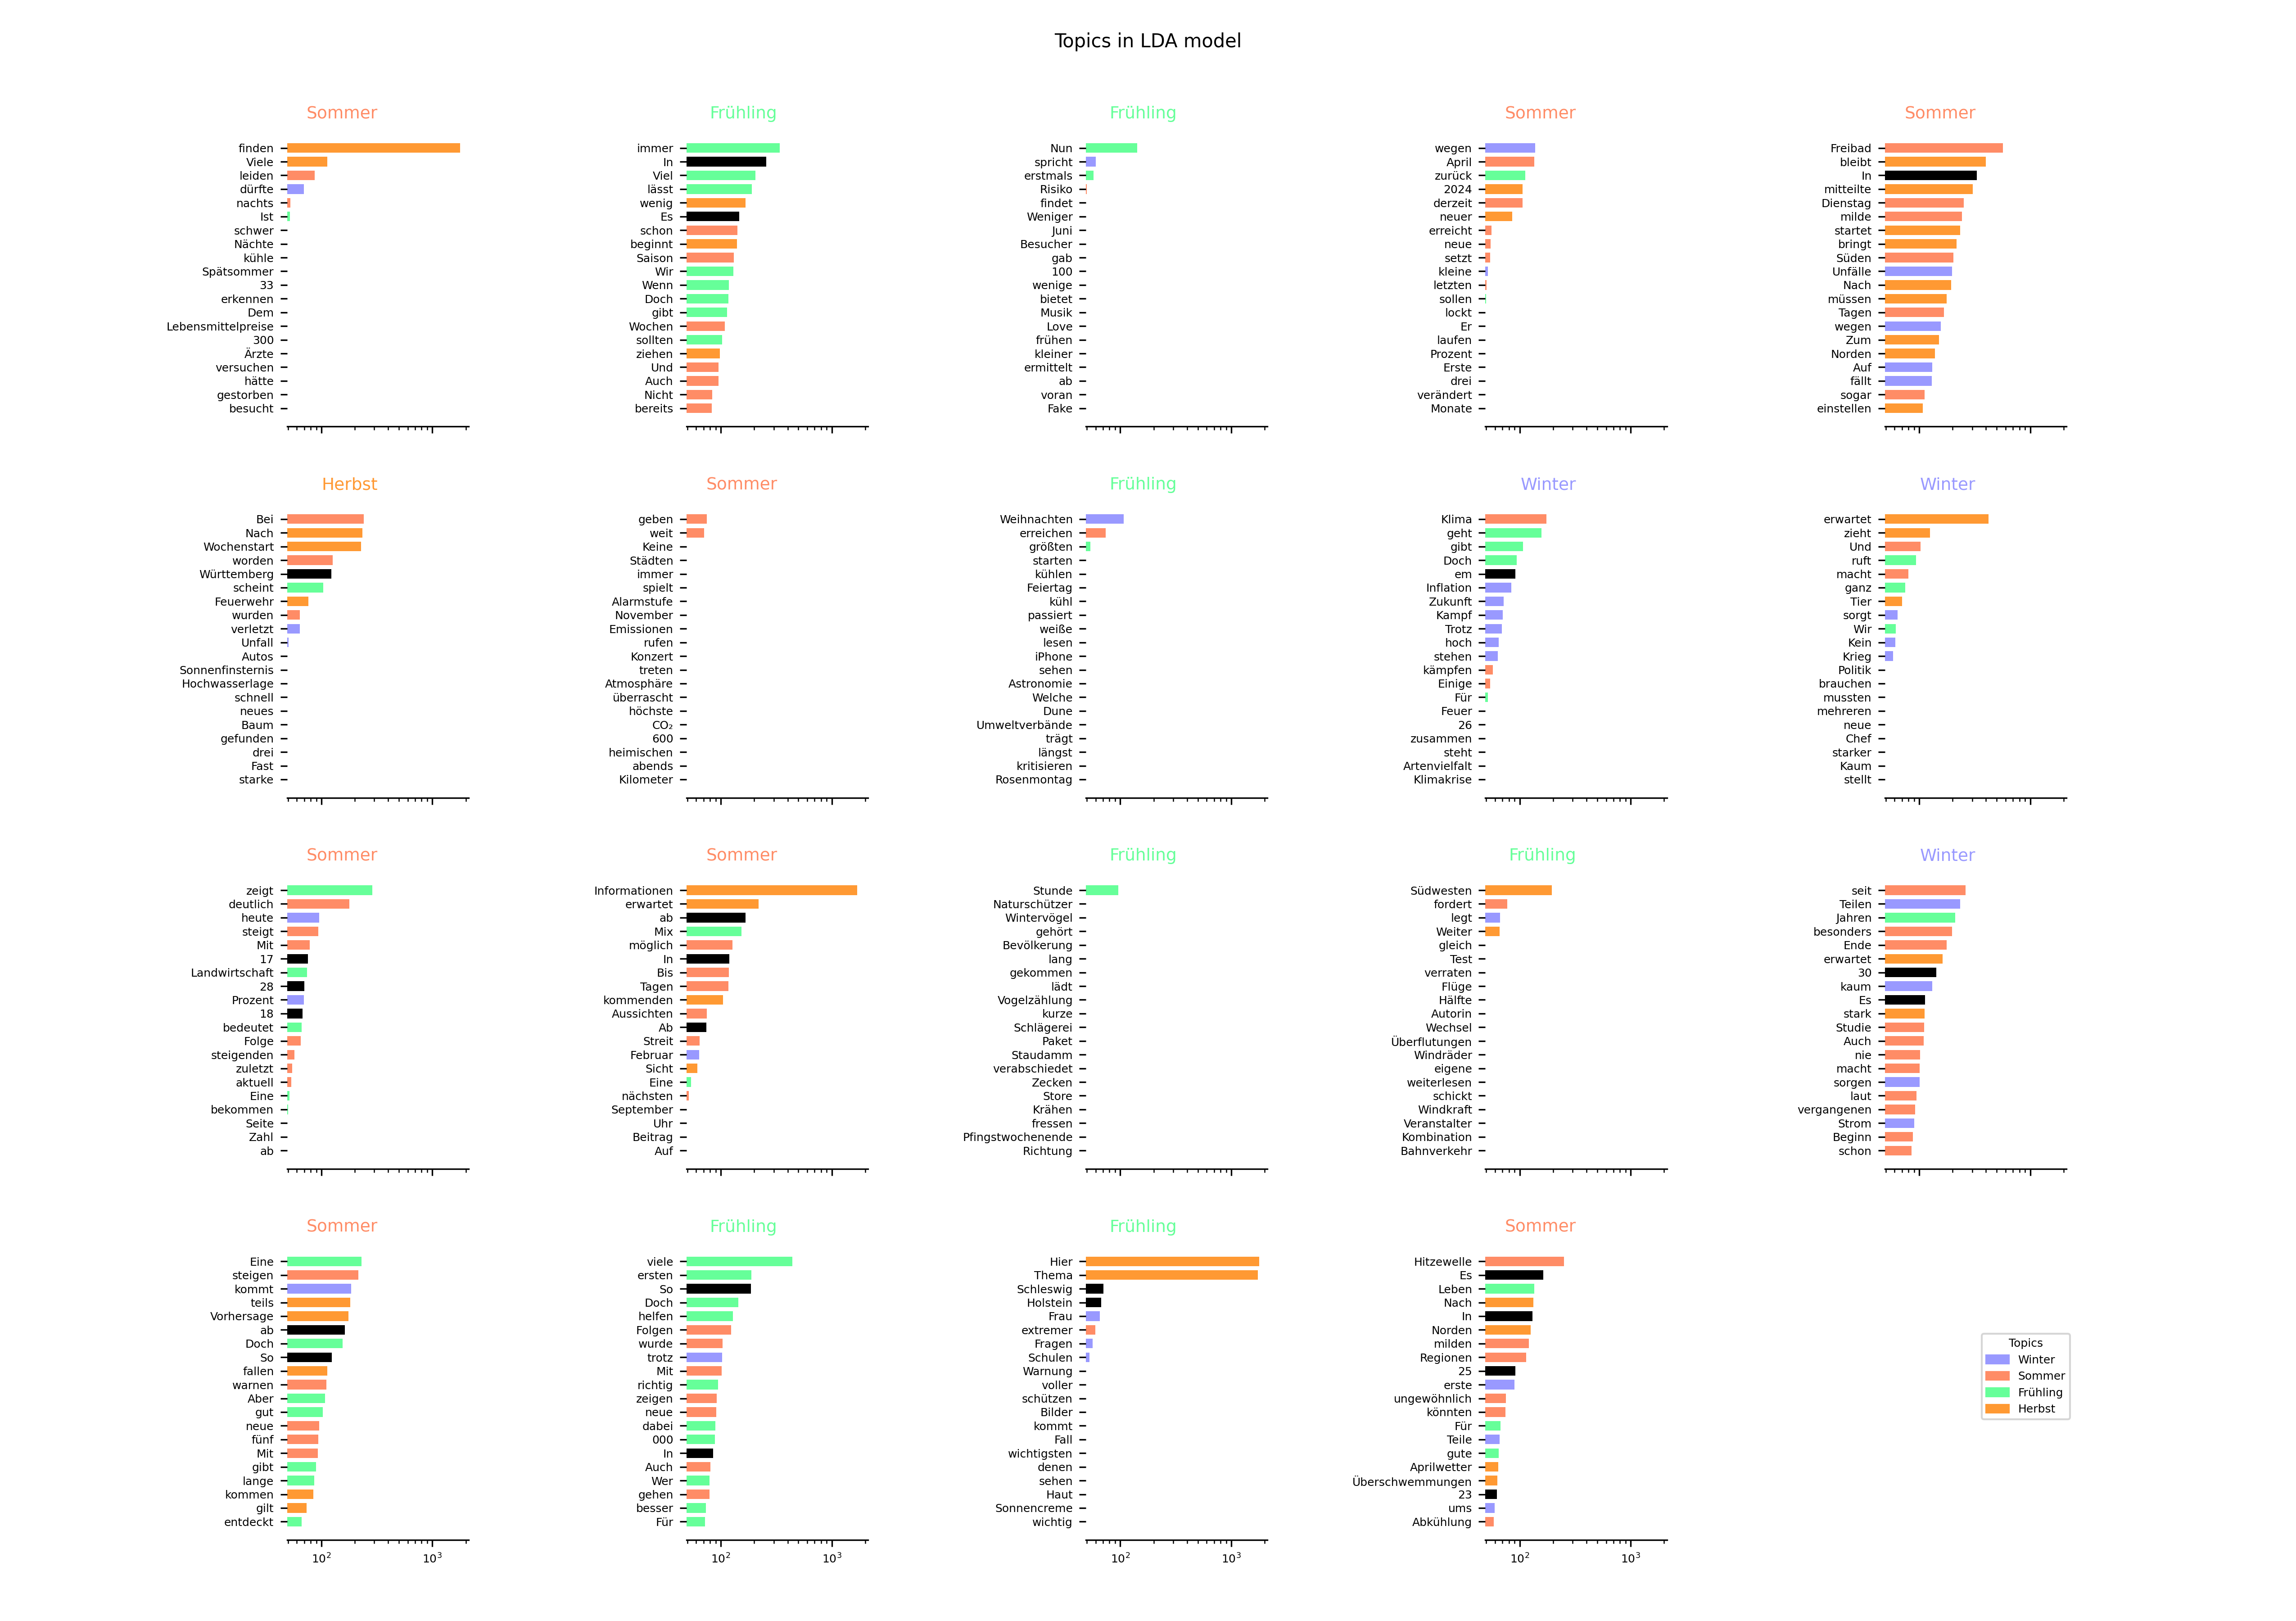 Topics in LDA model
Sommer
finden
Viele
leiden
dürfte
nachts
Ist
schwer
Nächte
kühle
Spätsommer
33
erkennen
Dem
Lebensmittelpreise
300
Ärzte
versuchen
hätte
gestorben
besucht
Frühling
immer
In
Viel
lässt
wenig
Es
schon
beginnt
Saison
Wir
Wenn
Doch
gibt
Wochen
sollten
ziehen
Und
Auch
Nicht
bereits
Frühling
Nun
spricht
erstmals
Risiko
findet
Weniger
Juni
Besucher
gab
100
wenige
bietet
Musik
Love
frühen
kleiner
ermittelt
ab
voran
Fake
Sommer
wegen
April
zurück
2024
derzeit
neuer
erreicht
neue
setzt
kleine
letzten
sollen
lockt
Er
laufen
Prozent
Erste
drei
verändert
Monate
Sommer
Freibad
bleibt
In
mitteilte
Dienstag
milde
startet
bringt
Süden
Unfälle
Nach
müssen
Tagen
wegen
Zum
Norden
Auf
fällt
sogar
einstellen
Herbst
Bei
Nach
Wochenstart
worden
Württemberg
scheint
Feuerwehr
wurden
verletzt
Unfall
Autos
Sonnenfinsternis
Hochwasserlage
schnell
neues
Baum
gefunden
drei
Fast
starke
Sommer
geben
weit
Keine
Städten
immer
spielt
Alarmstufe
November
Emissionen
rufen
Konzert
treten
Atmosphäre
überrascht
höchste
CO₂
600
heimischen
abends
Kilometer
Frühling
Weihnachten
erreichen
größten
starten
kühlen
Feiertag
kühl
passiert
weiße
lesen
iPhone
sehen
Astronomie
Welche
Dune
Umweltverbände
trägt
längst
kritisieren
Rosenmontag
Winter
Klima
geht
gibt
Doch
em
Inflation
Zukunft
Kampf
Trotz
hoch
stehen
kämpfen
Einige
Für
Feuer
26
zusammen
steht
Artenvielfalt
Klimakrise
Winter
erwartet
zieht
Und
ruft
macht
ganz
Tier
sorgt
Wir
Kein
Krieg
Politik
brauchen
mussten
mehreren
neue
Chef
starker
Kaum
stellt
Sommer
zeigt
deutlich
heute
steigt
Mit
17
Landwirtschaft
28
Prozent
18
bedeutet
Folge
steigenden
zuletzt
aktuell
Eine
bekommen
Seite
Zahl
ab
Sommer
Informationen
erwartet
ab
Mix
möglich
In
Bis
Tagen
kommenden
Aussichten
Ab
Streit
Februar
Sicht
Eine
nächsten
September
Uhr
Beitrag
Auf
Frühling
Stunde
Naturschützer
Wintervögel
gehört
Bevölkerung
lang
gekommen
lädt
Vogelzählung
kurze
Schlägerei
Paket
Staudamm
verabschiedet
Zecken
Store
Krähen
fressen
Pfingstwochenende
Richtung
Frühling
Südwesten
fordert
legt
Weiter
gleich
Test
verraten
Flüge
Hälfte
Autorin
Wechsel
Überflutungen
Windräder
eigene
weiterlesen
schickt
Windkraft
Veranstalter
Kombination
Bahnverkehr
Winter
seit
Teilen
Jahren
besonders
Ende
erwartet
30
kaum
Es
stark
Studie
Auch
nie
macht
sorgen
laut
vergangenen
Strom
Beginn
schon
Sommer
Eine
steigen
kommt
teils
Vorhersage
ab
Doch
So
fallen
warnen
Aber
gut
neue
fünf
Mit
gibt
lange
kommen
gilt
entdeckt
10² 10³
Frühling
viele
ersten
So
Doch
helfen
Folgen
wurde
trotz
Mit
richtig
zeigen
neue
dabei
000
In
Auch
Wer
gehen
besser
Für
10² 10³
Frühling
Hier
Thema
Schleswig
Holstein
Frau
extremer
Fragen
Schulen
Warnung
voller
schützen
Bilder
kommt
Fall
wichtigsten
denen
sehen
Haut
Sonnencreme
wichtig
10² 10³
Sommer
Hitzewelle
Es
Leben
Nach
In
Norden
milden
Regionen
25
erste
ungewöhnlich
könnten
Für
Teile
gute
Aprilwetter
Überschwemmungen
23
ums
Abkühlung
10² 10³
Topics
Winter
Sommer
Frühling
Herbst